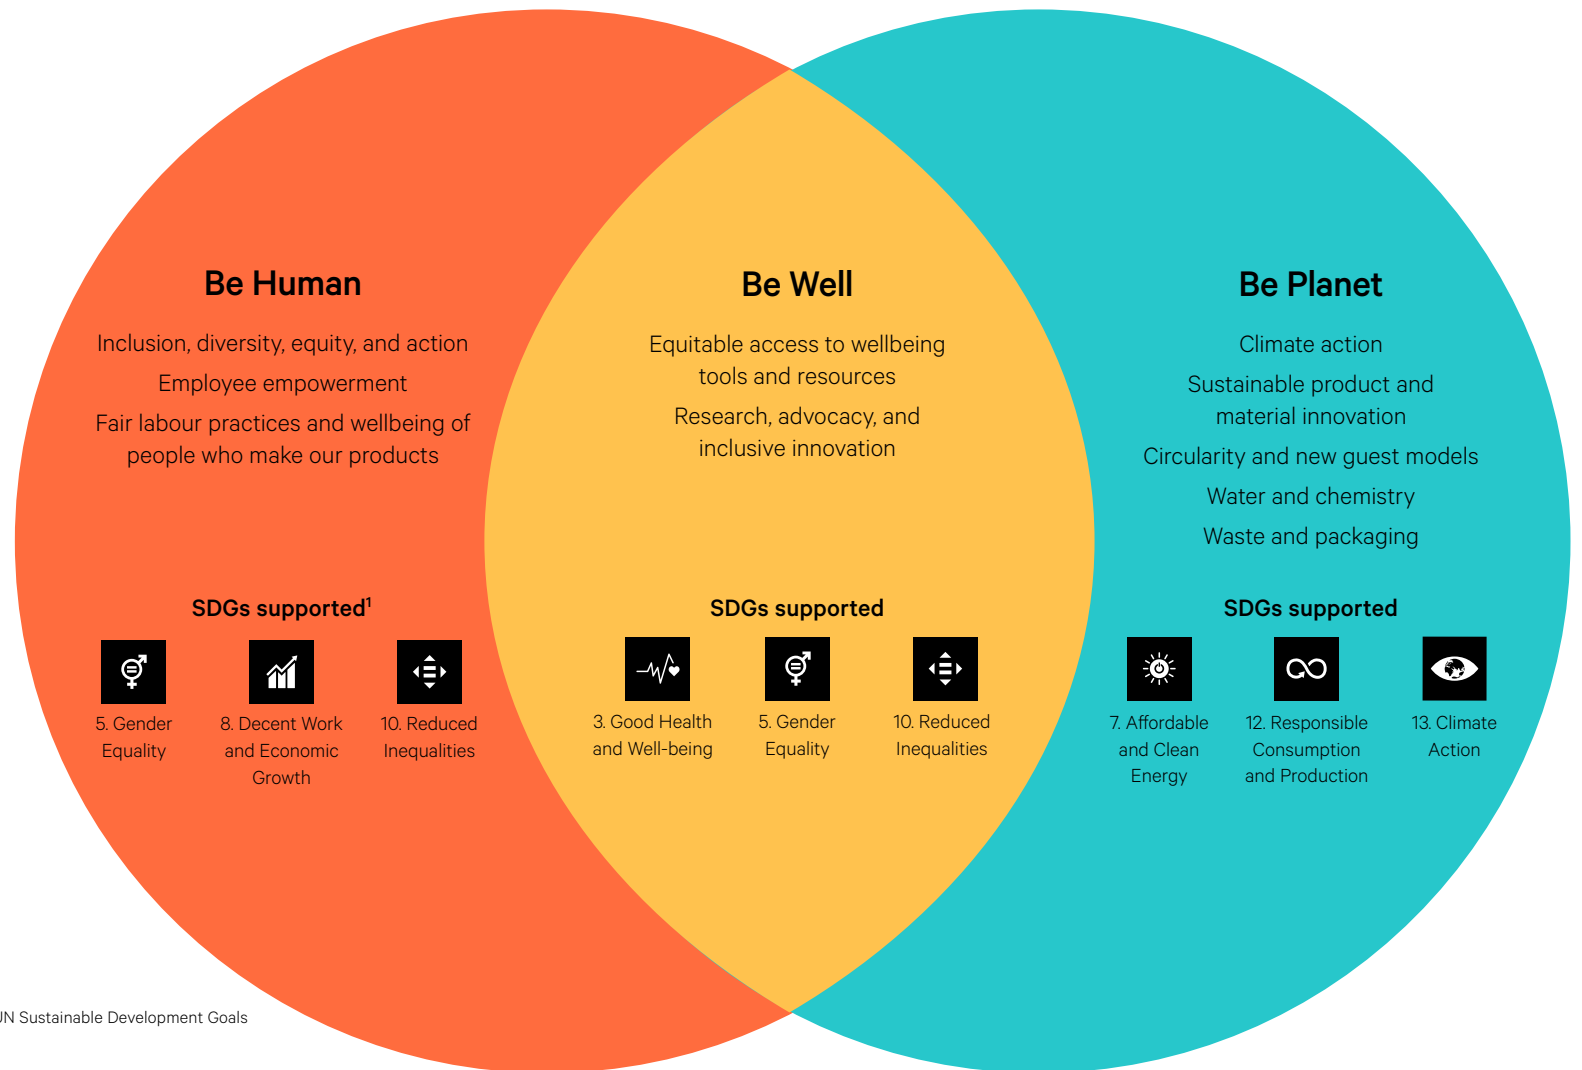 Be Human
Inclusion, diversity, equity, and action
Employee empowerment
Fair labour practices and wellbeing of
people who make our products
SDGs supported¹
5. Gender
Equality
8. Decent Work
and Economic
Growth
10. Reduced
Inequalities
Be Well
Equitable access to wellbeing
tools and resources
Research, advocacy, and
inclusive innovation
SDGs supported
3. Good Health
and Well-being
5. Gender
Equality
10. Reduced
Inequalities
Be Planet
Climate action
Sustainable product and
material innovation
Circularity and new guest models
Water and chemistry
Waste and packaging
SDGs supported
7. Affordable
and Clean
Energy
12. Responsible
Consumption
and Production
13. Climate
Action
UN Sustainable Development Goals